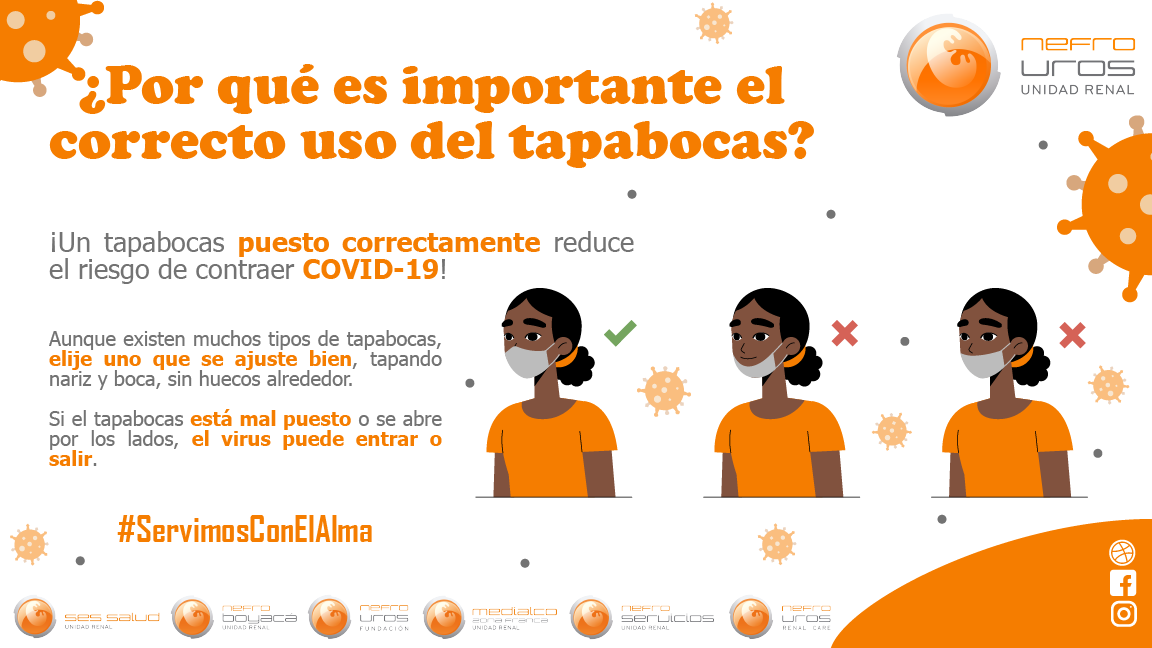 ¿Por qué es importante el
correcto uso del tapabocas?
nefro
uros
UNIDAD RENAL
¡Un tapabocas puesto correctamente reduce
el riesgo de contraer COVID-19!
Aunque existen muchos tipos de tapabocas,
elije uno que se ajuste bien, tapando
nariz y boca, sin huecos alrededor.
Si el tapabocas está mal puesto o se abre
por los lados, el virus puede entrar o
salir.
#ServimosConElAlma
ses salud
UNIDAD RENAL
nefro
boyacá
UNIDAD RENAL
nefro
uros
FUNDACIÓN
medialco
zona franca
UNIDAD RENAL
nefro
servicios
UNIDAD RENAL
nefro
uros
RENAL CARE